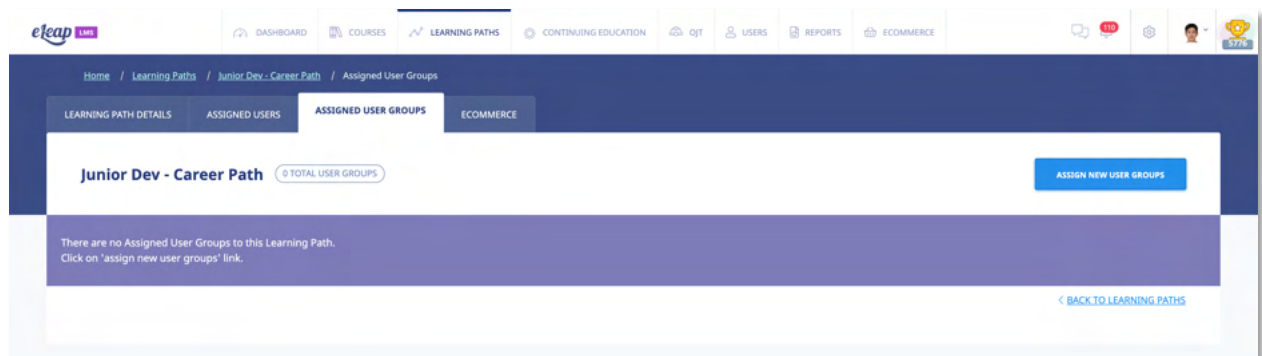 eleap LMS DASHBOARD COURSES LEARNING PATHS CONTINUING EDUCATION OJT USERS REPORTS ECOMMERCE 110 5776
Home / Learning Paths / Junior Dev - Career Path / Assigned User Groups
LEARNING PATH DETAILS ASSIGNED USERS ASSIGNED USER GROUPS ECOMMERCE
Junior Dev - Career Path 0 TOTAL USER GROUPS ASSIGN NEW USER GROUPS
There are no Assigned User Groups to this Learning Path.
Click on 'assign new user groups' link.
< BACK TO LEARNING PATHS